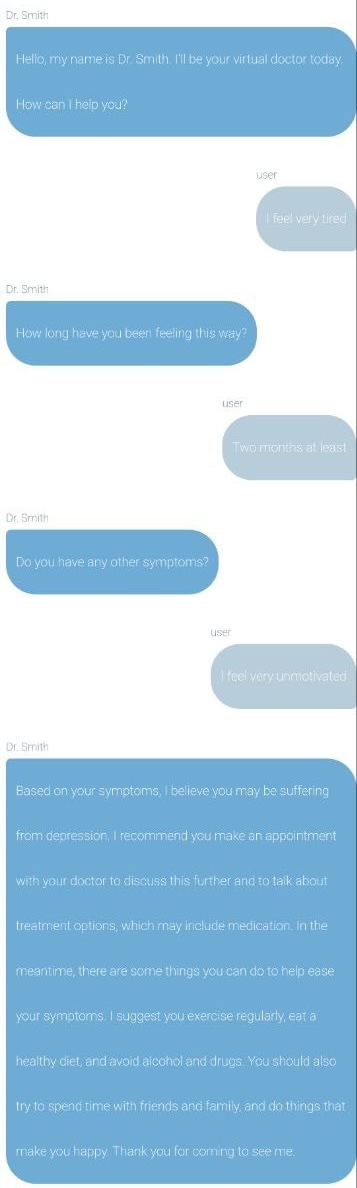 Dr. Smith
Hello, my name is Dr. Smith. I'll be your virtual doctor today.
How can I help you?
user
I feel very tired
Dr. Smith
How long have you been feeling this way?
user
Two months at least
Dr. Smith
Do you have any other symptoms?
user
I feel very unmotivated
Dr. Smith
Based on your symptoms, I believe you may be suffering
from depression. I recommend you make an appointment
with your doctor to discuss this further and to talk about
treatment options, which may include medication. In the
meantime, there are some things you can do to help ease
your symptoms. I suggest you exercise regularly, eat a
healthy diet, and avoid alcohol and drugs. You should also
try to spend time with friends and family, and do things that
make you happy. Thank you for coming to see me.